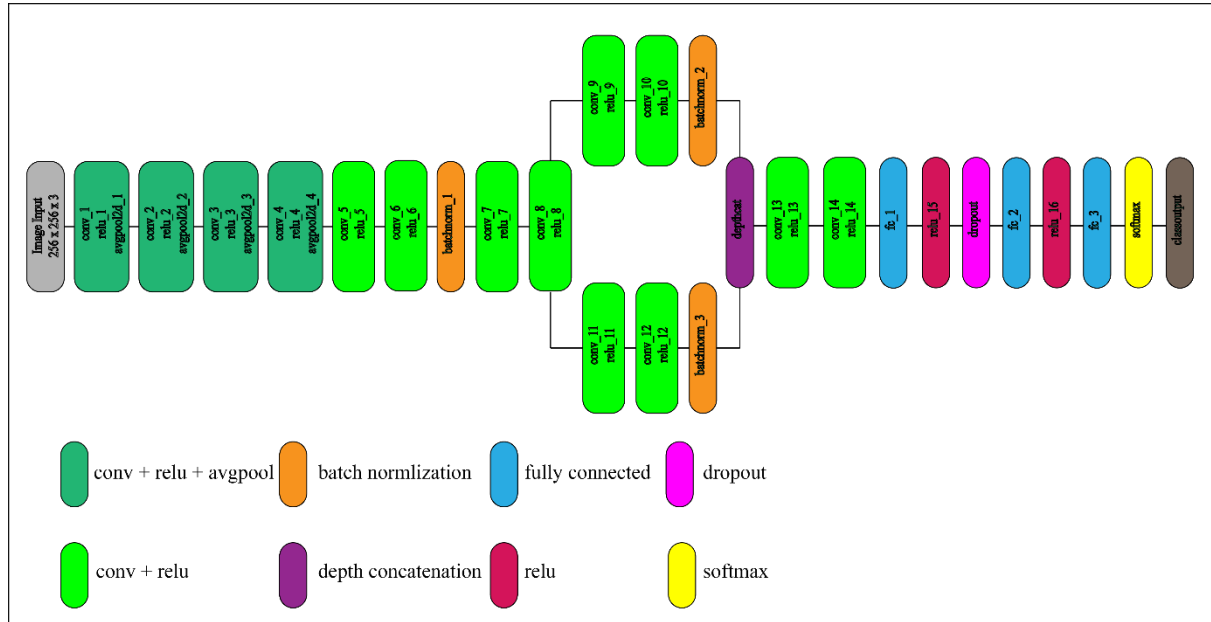 Image Input
256 x 256 x 3
conv_1
relu_1
avgpool2d_1
conv_2
relu_2
avgpool2d_2
conv_3
relu_3
avgpool2d_3
conv_4
relu_4
avgpool2d_4
conv_5
relu_5
conv_6
relu_6
batchnorm_1
conv_7
relu_7
conv_8
relu_8
conv_9
relu_9
conv_10
relu_10
batchnorm_2
conv_11
relu_11
conv_12
relu_12
batchnorm_3
depthcat
conv_13
relu_13
conv_14
relu_14
fc_1
relu_15
dropout
fc_2
relu_16
fc_3
softmax
classoutput
conv + relu + avgpool
batch normlization
fully connected
dropout
conv + relu
depth concatenation
relu
softmax